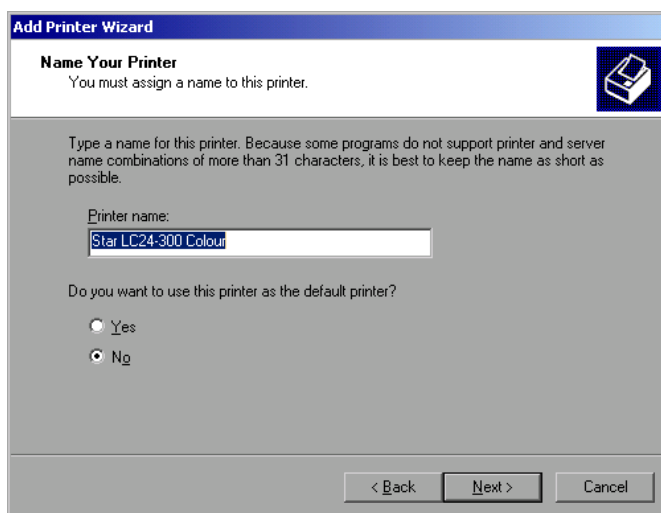 Add Printer Wizard
Name Your Printer
You must assign a name to this printer.
Type a name for this printer. Because some programs do not support printer and server
name combinations of more than 31 characters, it is best to keep the name as short as
possible.
Printer name:
Star LC24-300 Colour
Do you want to use this printer as the default printer?
Yes
No
< Back
Next >
Cancel